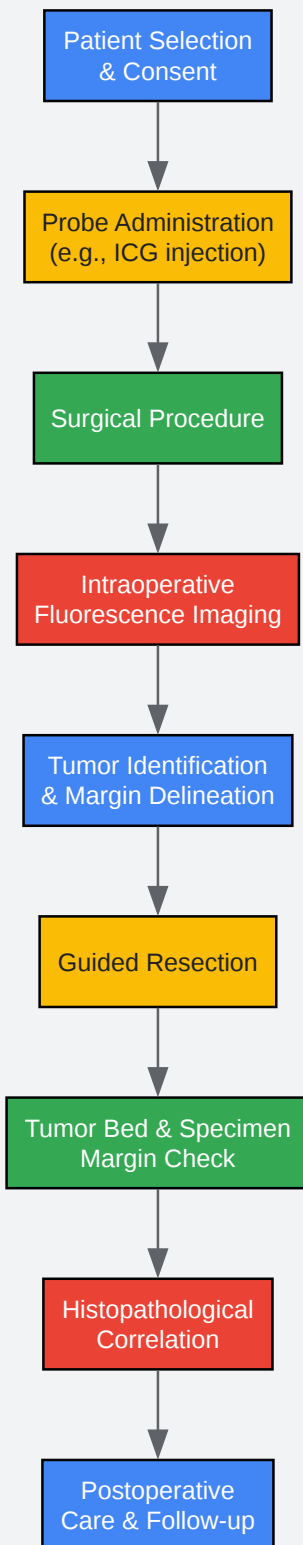 Patient Selection
& Consent
Probe Administration
(e.g., ICG injection)
Surgical Procedure
Intraoperative
Fluorescence Imaging
Tumor Identification
& Margin Delineation
Guided Resection
Tumor Bed & Specimen
Margin Check
Histopathological
Correlation
Postoperative
Care & Follow-up